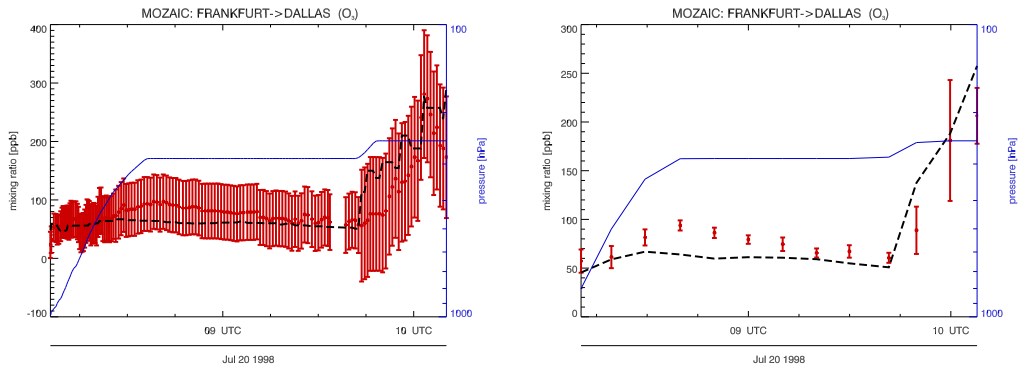 MOZAIC: FRANKFURT->DALLAS (O₃)
400
300
200
100
0
-100
mixing ratio [ppb]
100
1000
pressure [hPa]
09 UTC
10 UTC
Jul 20 1998
MOZAIC: FRANKFURT->DALLAS (O₃)
300
250
200
150
100
50
0
mixing ratio [ppb]
100
1000
pressure [hPa]
09 UTC
10 UTC
Jul 20 1998